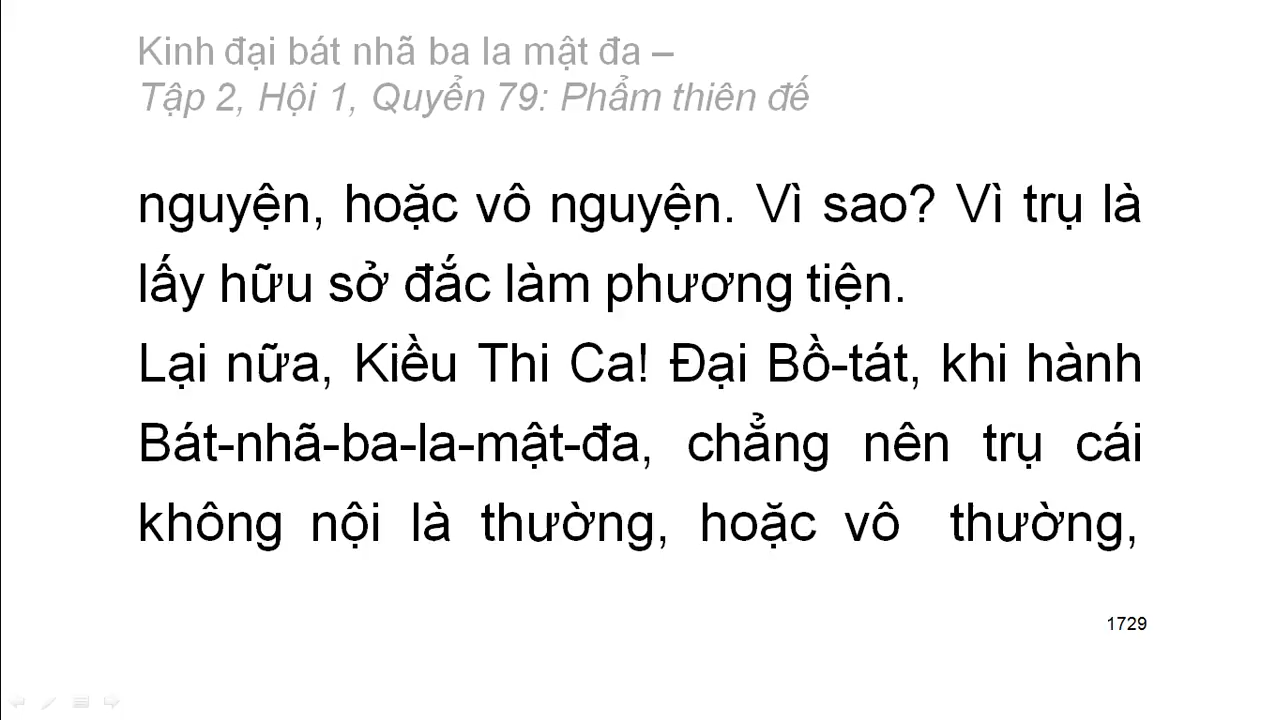 Kinh đại bát nhã ba la mật đa –
Tập 2, Hội 1, Quyển 79: Phẩm thiên đế
nguyện, hoặc vô nguyện. Vì sao? Vì trụ là
lấy hữu sở đắc làm phương tiện.
Lại nữa, Kiều Thi Ca! Đại Bồ-tát, khi hành
Bát-nhã-ba-la-mật-đa, chẳng nên trụ cái
không nội là thường, hoặc vô thường,
1729